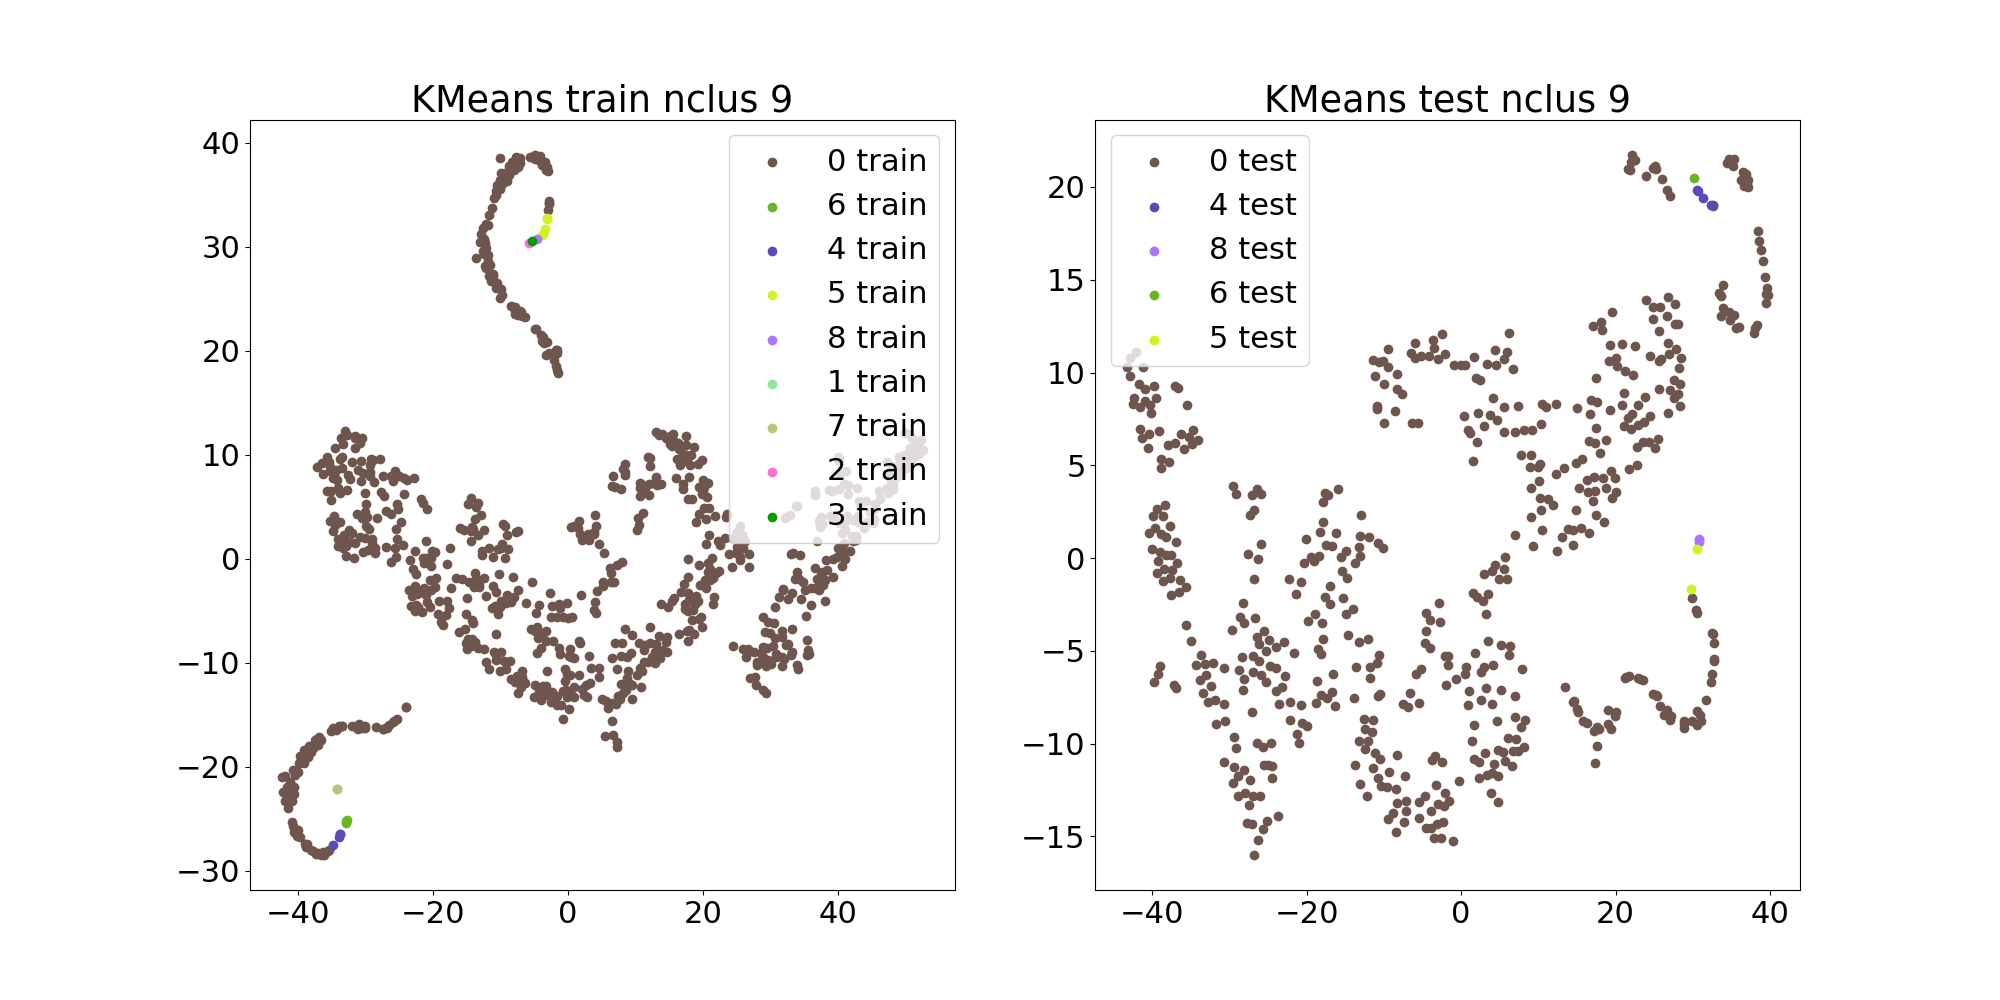 KMeans train nclus 9
40
30
20
10
0
−10
−20
−30
−40
−20
0
20
40
0 train
6 train
4 train
5 train
8 train
1 train
7 train
2 train
3 train
KMeans test nclus 9
20
15
10
5
0
−5
−10
−15
−40
−20
0
20
40
0 test
4 test
8 test
6 test
5 test